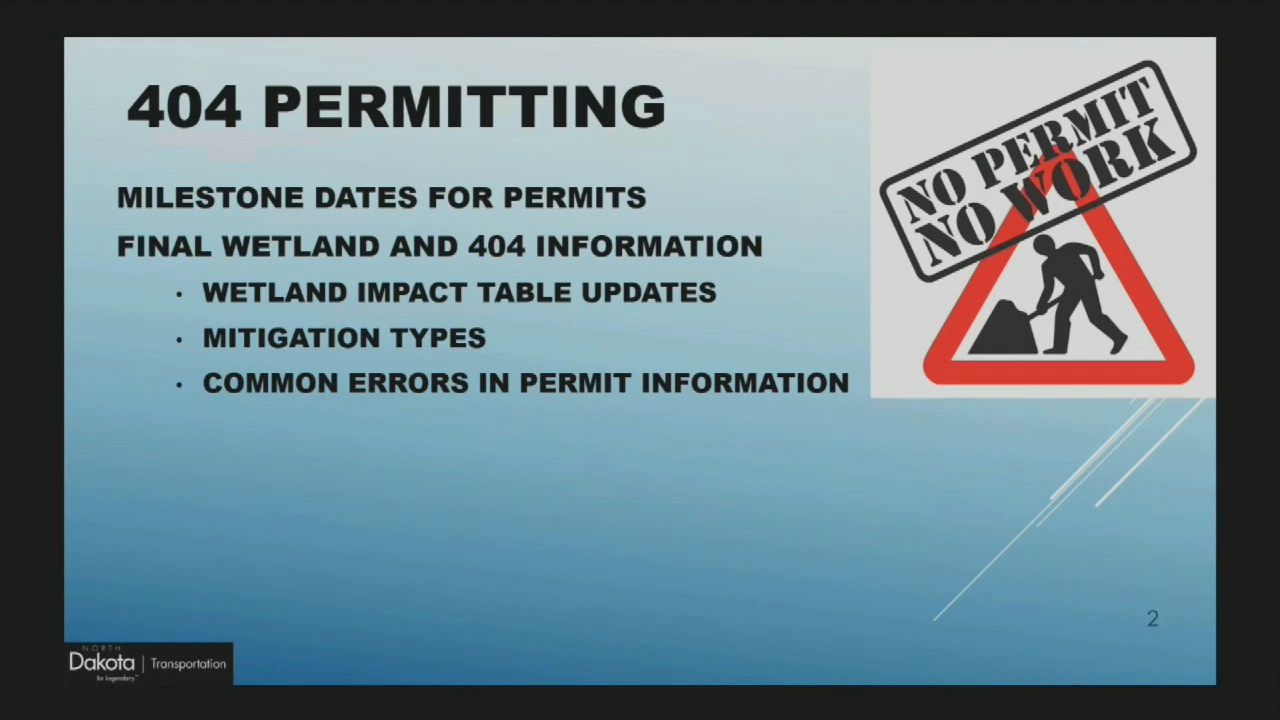 404 PERMITTING
NO PERMIT
NO WORK
MILESTONE DATES FOR PERMITS
FINAL WETLAND AND 404 INFORMATION
· WETLAND IMPACT TABLE UPDATES
· MITIGATION TYPES
· COMMON ERRORS IN PERMIT INFORMATION
2
NORTH
Dakota | Transportation
Be Legendary.™